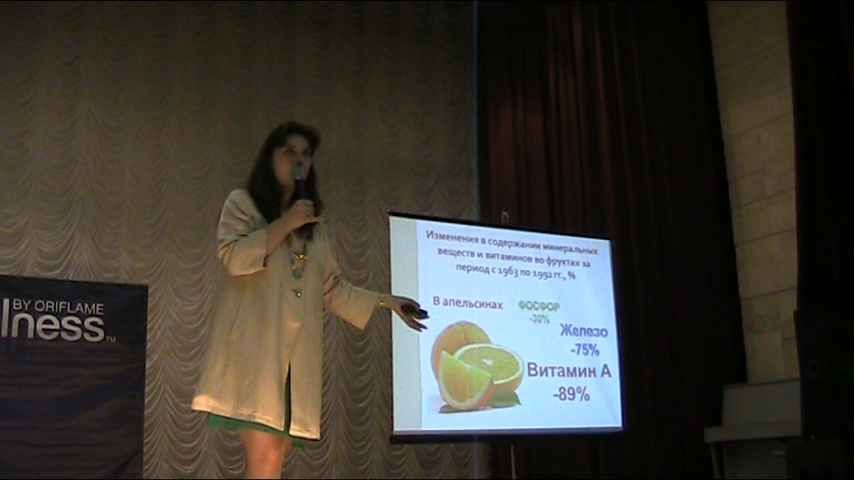 BY ORIFLAME
lness™
Изменения в содержании минеральных
веществ и витаминов во фруктах за
период с 1963 по 1992 гг., %
В апельсинах
ФОСФОР
-30%
Железо
-75%
Витамин А
-89%